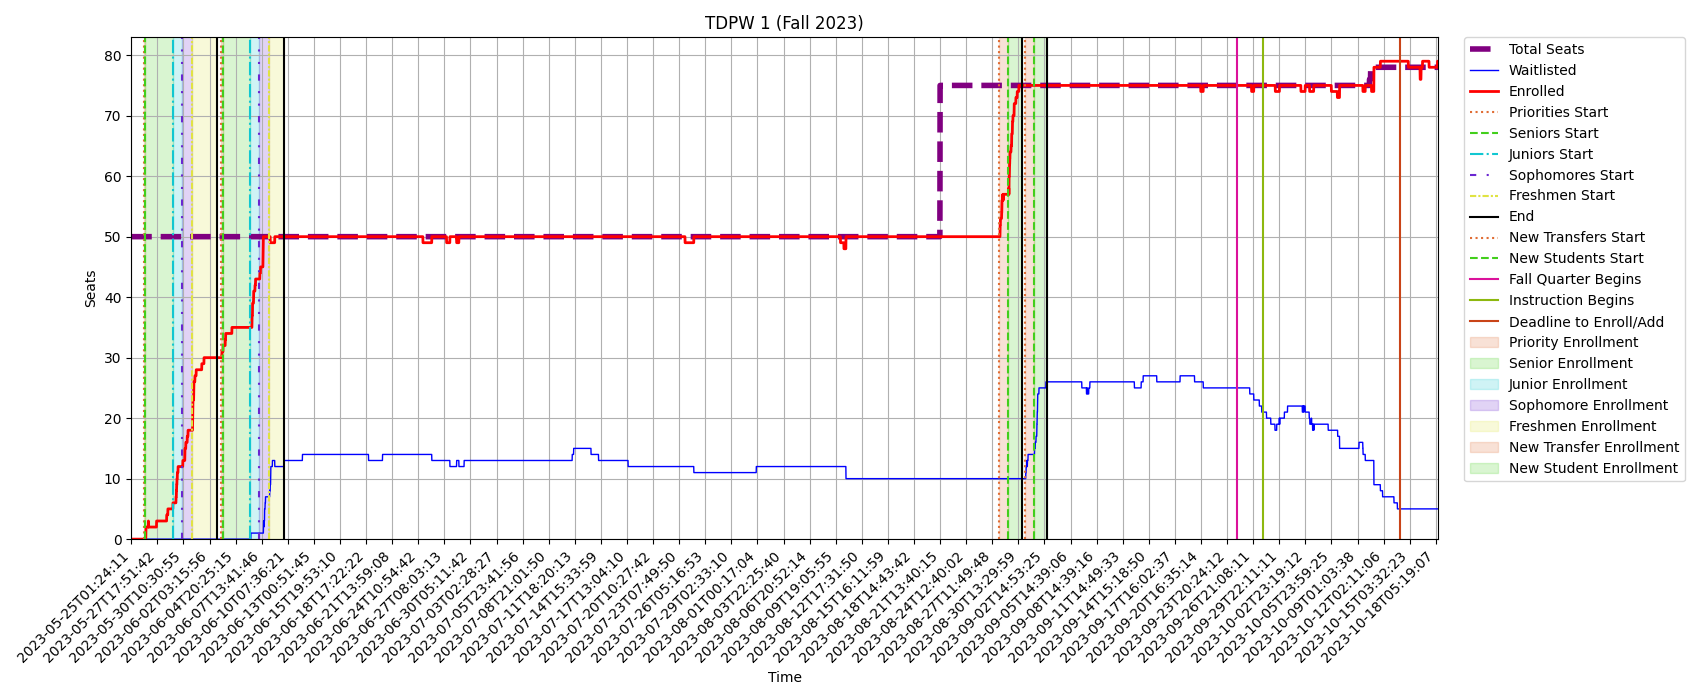 TDPW 1 (Fall 2023)
Seats
80
70
60
50
40
30
20
10
0
2023-05-25T01:24:11
2023-05-27T17:51:42
2023-05-30T10:30:55
2023-06-02T03:15:56
2023-06-04T20:25:15
2023-06-07T13:41:46
2023-06-10T07:36:21
2023-06-13T00:51:45
2023-06-15T19:53:10
2023-06-18T17:22:22
2023-06-21T13:59:08
2023-06-24T10:54:42
2023-06-27T08:03:13
2023-06-30T05:11:42
2023-07-03T02:28:27
2023-07-05T23:41:56
2023-07-08T21:01:50
2023-07-11T18:20:13
2023-07-14T15:33:59
2023-07-17T13:04:10
2023-07-20T10:27:42
2023-07-23T07:49:50
2023-07-26T05:16:53
2023-07-29T02:33:10
2023-08-01T00:17:04
2023-08-03T22:25:40
2023-08-06T20:52:14
2023-08-09T19:05:55
2023-08-12T17:31:50
2023-08-15T16:11:59
2023-08-18T14:43:42
2023-08-21T13:40:15
2023-08-24T12:40:02
2023-08-27T11:49:48
2023-08-30T13:29:59
2023-09-02T14:53:25
2023-09-05T14:39:06
2023-09-08T14:39:16
2023-09-11T14:49:33
2023-09-14T15:18:50
2023-09-17T16:02:37
2023-09-20T16:35:14
2023-09-23T20:24:12
2023-09-26T21:08:11
2023-09-29T22:11:11
2023-10-02T23:19:12
2023-10-05T23:59:25
2023-10-09T01:03:38
2023-10-12T02:11:06
2023-10-15T03:32:23
2023-10-18T05:19:07
Time
Total Seats
Waitlisted
Enrolled
Priorities Start
Seniors Start
Juniors Start
Sophomores Start
Freshmen Start
End
New Transfers Start
New Students Start
Fall Quarter Begins
Instruction Begins
Deadline to Enroll/Add
Priority Enrollment
Senior Enrollment
Junior Enrollment
Sophomore Enrollment
Freshmen Enrollment
New Transfer Enrollment
New Student Enrollment